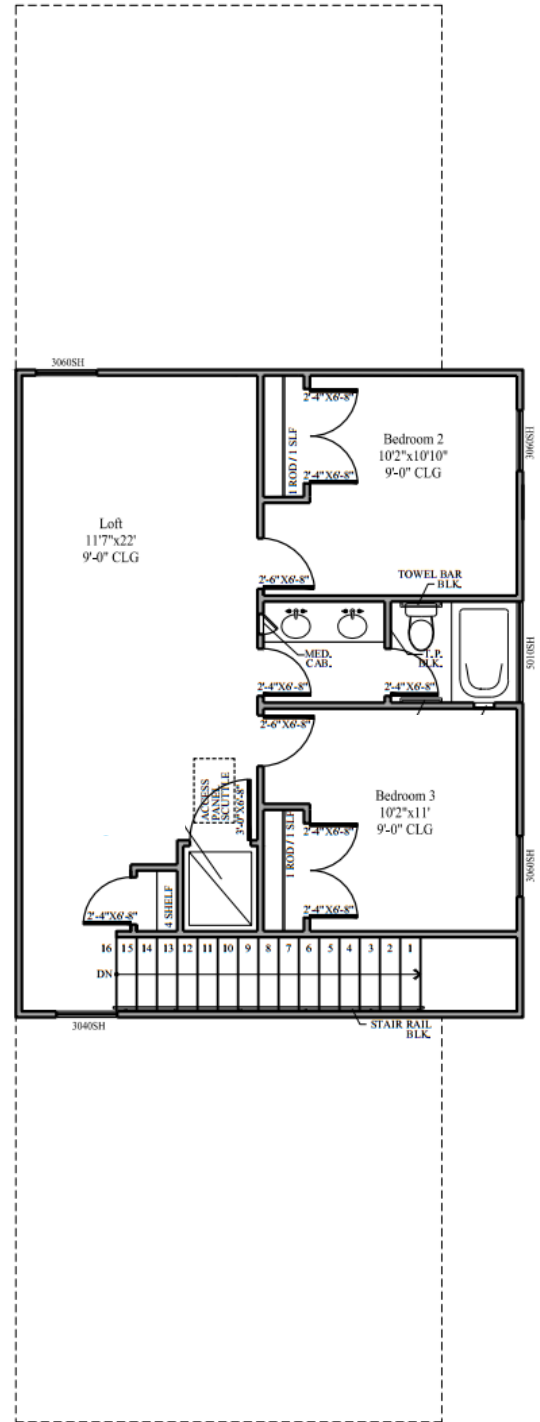 3060SH
2'-4"X6'-8"
1 ROD / 1 SLF
Bedroom 2
10'2"x10'10"
9'-0" CLG
3060SH
2'-4"X6'-8"
Loft
11'7"x22'
9'-0" CLG
2'-6"X6'-8"
TOWEL BAR
BLK.
MED.
CAB.
T.P.
BLK.
5010SH
2'-4"X6'-8"
2'-4"X6'-8"
2'-6"X6'-8"
ACCESS
PANEL
SCUTTLE
3'-0"X6'-8"
Bedroom 3
10'2"x11'
9'-0" CLG
1 ROD / 1 SLF
2'-4"X6'-8"
3060SH
2'-4"X6'-8"
4 SHELF
2'-4"X6'-8"
16 15 14 13 12 11 10 9 8 7 6 5 4 3 2 1
DN
3040SH
STAIR RAIL
BLK.